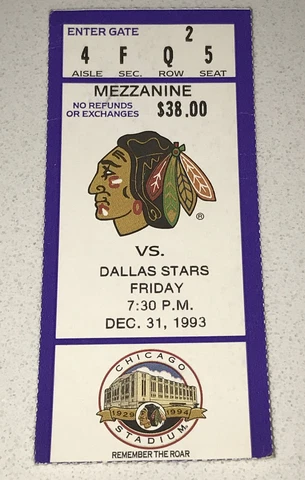 ENTER GATE 2
4 F Q 5
AISLE SEC. ROW SEAT
MEZZANINE
NO REFUNDS
OR EXCHANGES $38.00
®
VS.
DALLAS STARS
FRIDAY
7:30 P.M.
DEC. 31, 1993
CHICAGO
1929 1994
STADIUM
REMEMBER THE ROAR